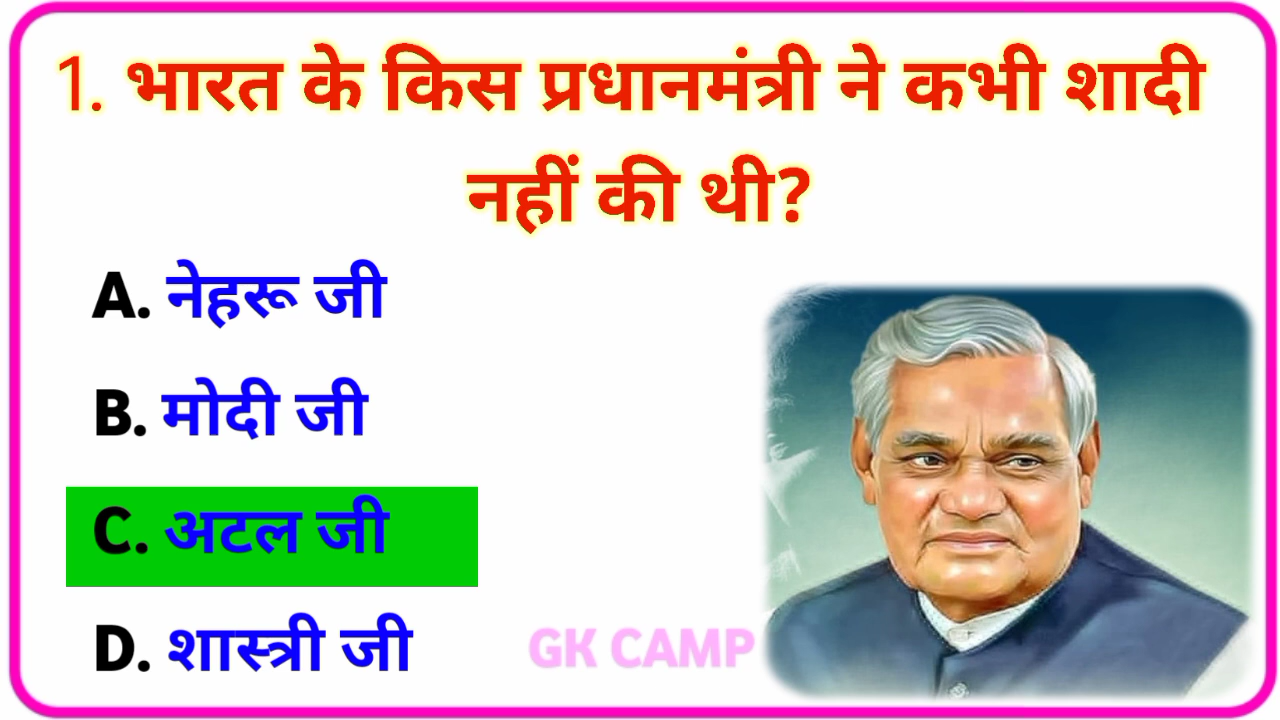 1. भारत के किस प्रधानमंत्री ने कभी शादी
नहीं की थी?
A. नेहरू जी
B. मोदी जी
C. अटल जी
D. शास्त्री जी
GK CAMP